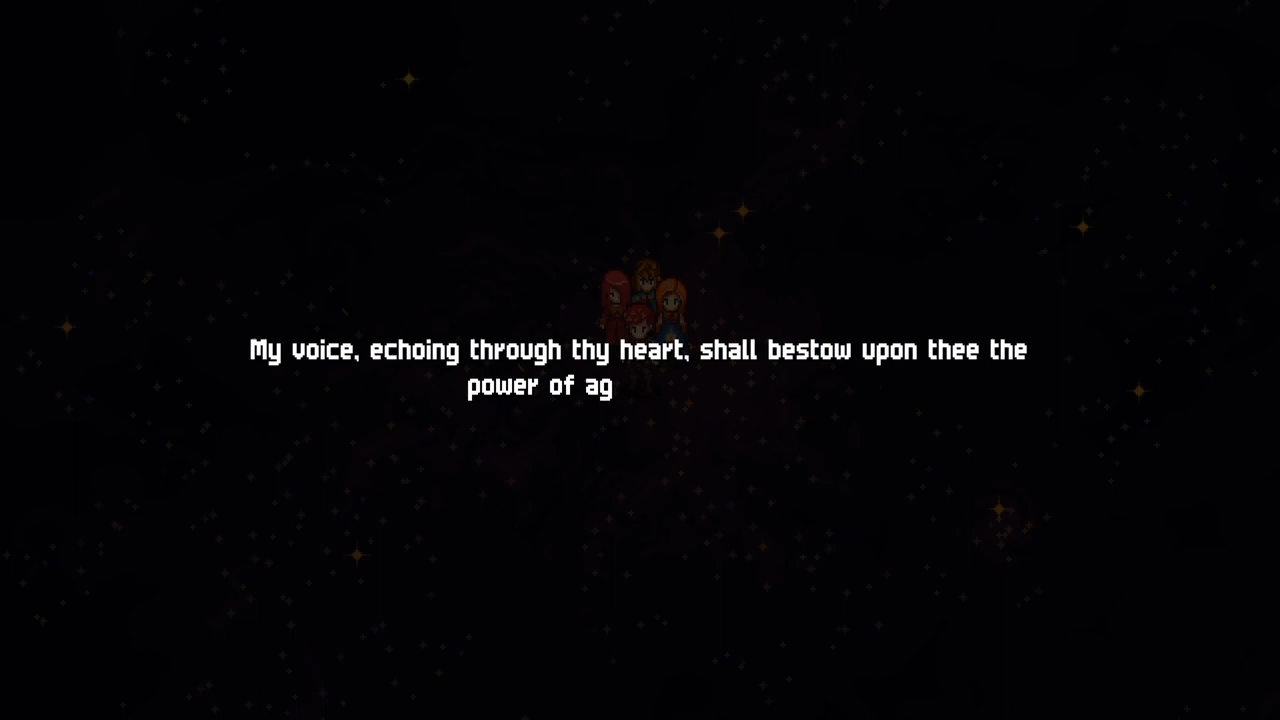 My voice, echoing through thy heart, shall bestow upon thee the
power of ag